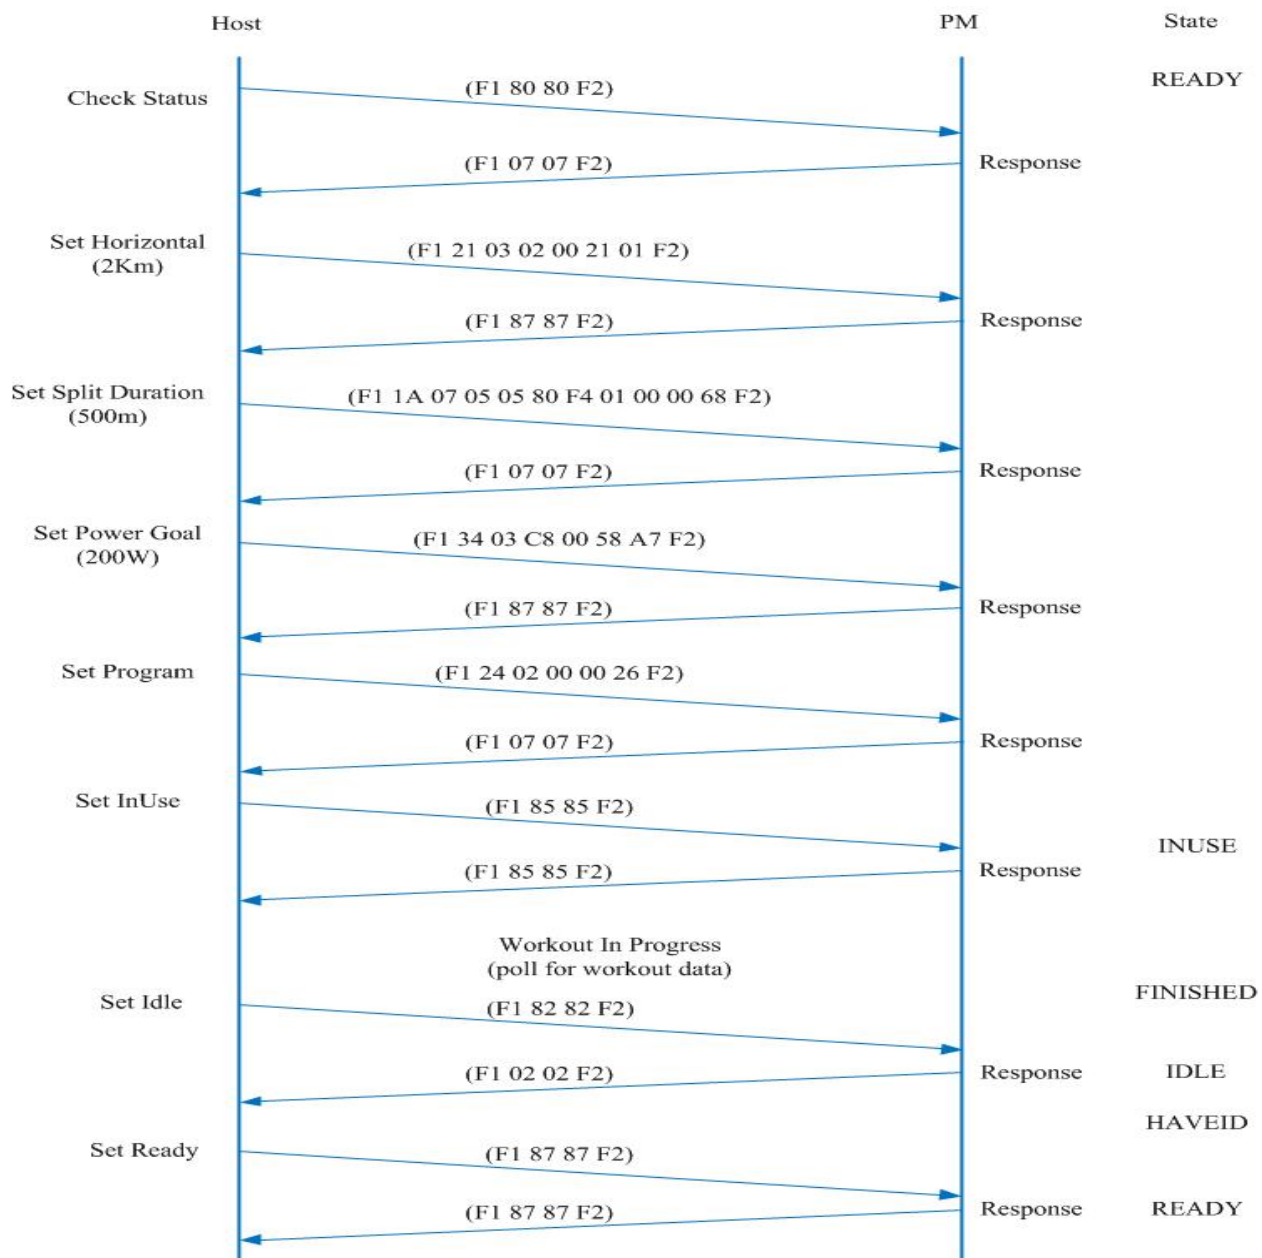 Host
PM
State
READY
Check Status
(F1 80 80 F2)
(F1 07 07 F2)
Response
Set Horizontal
(2Km)
(F1 21 03 02 00 21 01 F2)
(F1 87 87 F2)
Response
Set Split Duration
(500m)
(F1 1A 07 05 05 80 F4 01 00 00 68 F2)
(F1 07 07 F2)
Response
Set Power Goal
(200W)
(F1 34 03 C8 00 58 A7 F2)
(F1 87 87 F2)
Response
Set Program
(F1 24 02 00 00 26 F2)
(F1 07 07 F2)
Response
Set InUse
(F1 85 85 F2)
INUSE
(F1 85 85 F2)
Response
Workout In Progress
(poll for workout data)
FINISHED
Set Idle
(F1 82 82 F2)
(F1 02 02 F2)
Response
IDLE
HAVEID
Set Ready
(F1 87 87 F2)
(F1 87 87 F2)
Response
READY